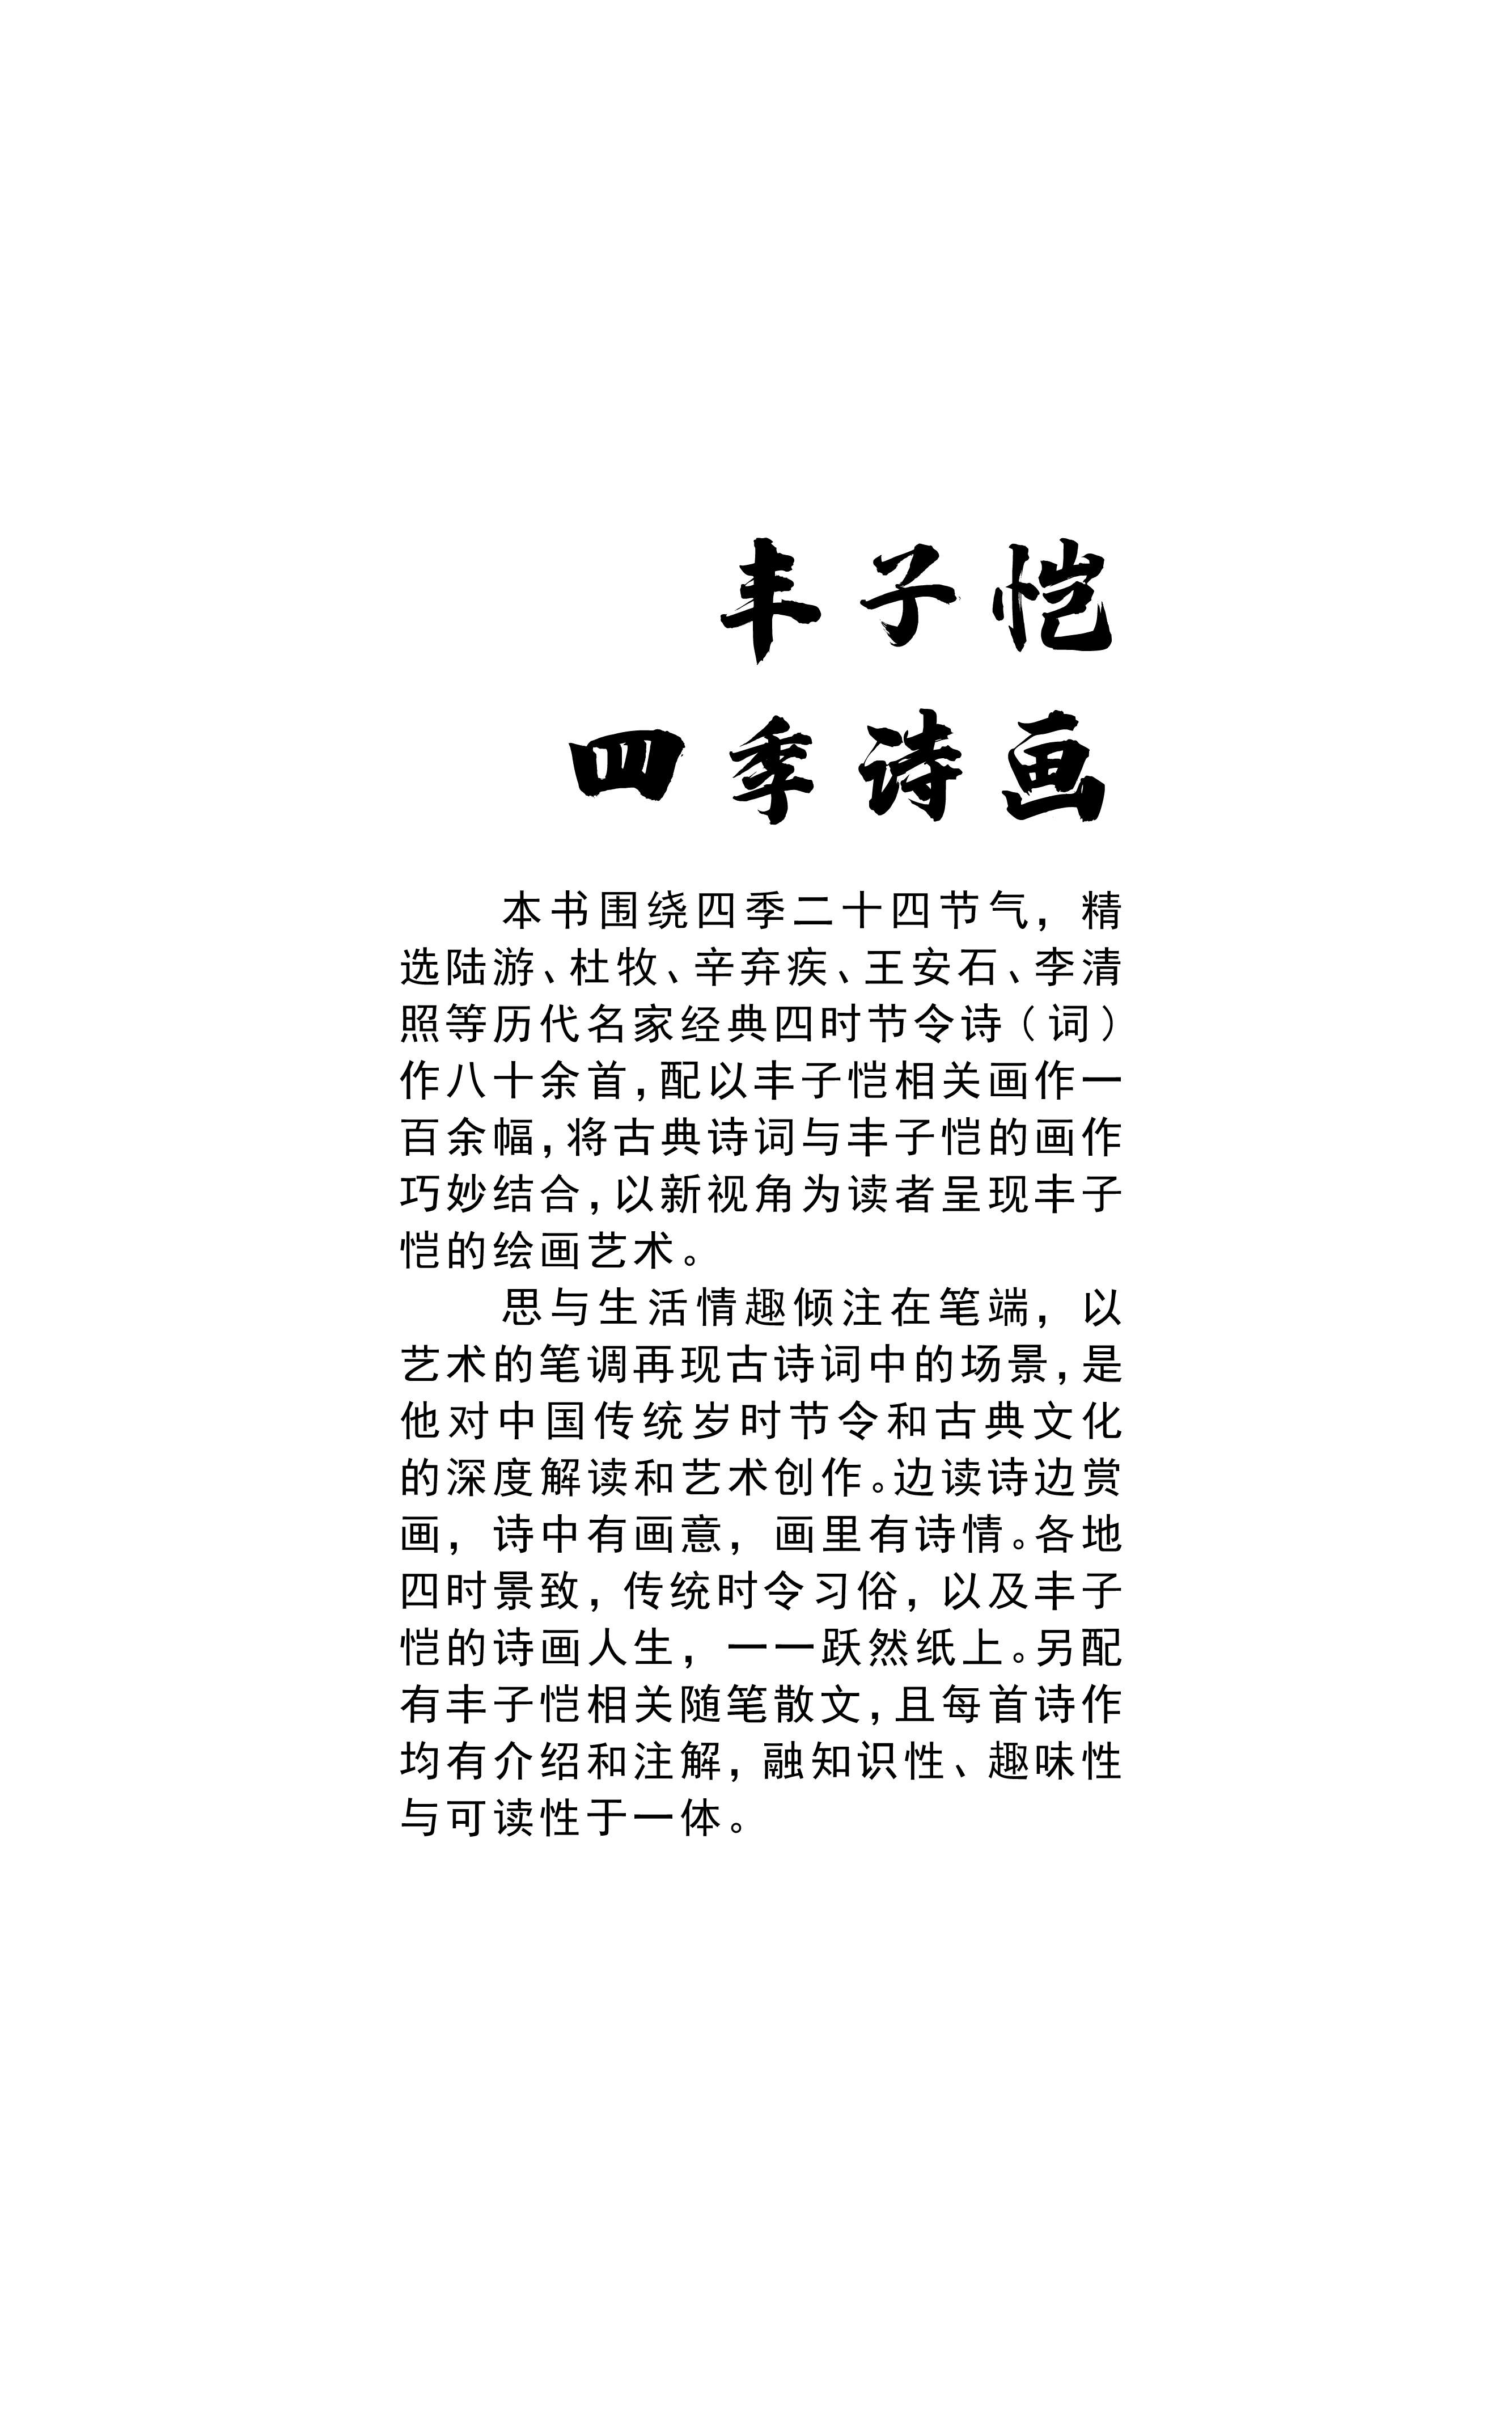 丰子恺
四季诗画
本书围绕四季二十四节气，精
选陆游、杜牧、辛弃疾、王安石、李清
照等历代名家经典四时节令诗（词）
作八十余首，配以丰子恺相关画作一
百余幅，将古典诗词与丰子恺的画作
巧妙结合，以新视角为读者呈现丰子
恺的绘画艺术。
思与生活情趣倾注在笔端，以
艺术的笔调再现古诗词中的场景，是
他对中国传统岁时节令和古典文化
的深度解读和艺术创作。边读诗边赏
画，诗中有画意，画里有诗情。各地
四时景致，传统时令习俗，以及丰子
恺的诗画人生，一一跃然纸上。另配
有丰子恺相关随笔散文，且每首诗作
均有介绍和注解，融知识性、趣味性
与可读性于一体。